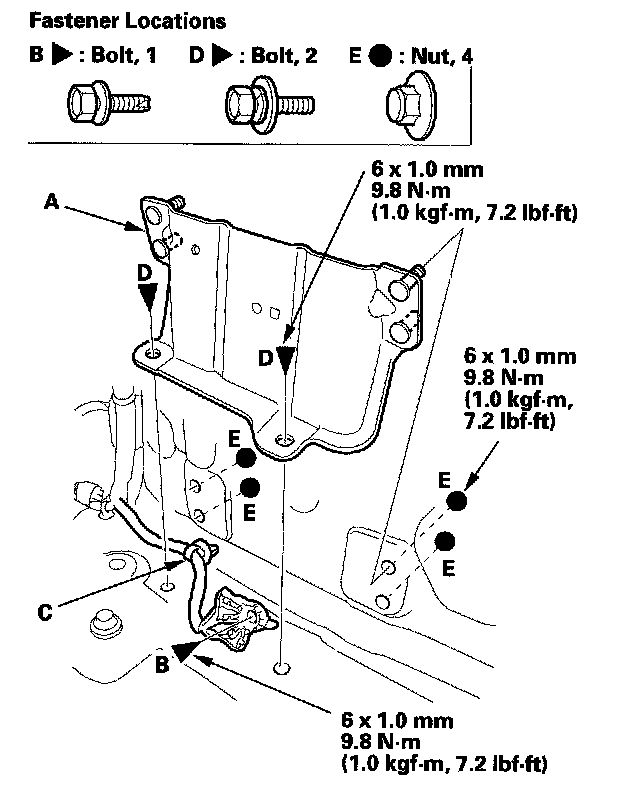 Fastener Locations
B ▶ : Bolt, 1 D ▶ : Bolt, 2 E ● : Nut, 4
6 x 1.0 mm
9.8 N·m
(1.0 kgf·m, 7.2 lbf·ft)
A
D
D
6 x 1.0 mm
9.8 N·m
(1.0 kgf·m,
7.2 lbf·ft)
E
E
E
E
C
B
6 x 1.0 mm
9.8 N·m
(1.0 kgf·m, 7.2 lbf·ft)